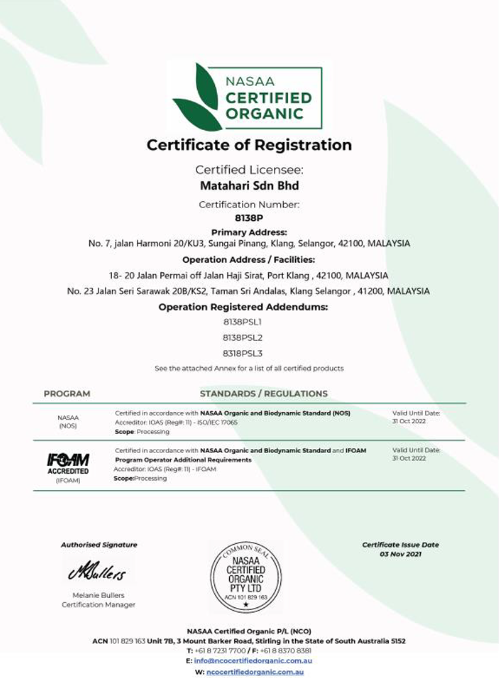 NASAA
CERTIFIED
ORGANIC
Certificate of Registration
Certified Licensee:
Matahari Sdn Bhd
Certification Number:
8138P
Primary Address:
No. 7, jalan Harmoni 20/KU3, Sungai Pinang, Klang, Selangor, 42100, MALAYSIA
Operation Address / Facilities:
18- 20 Jalan Permai off Jalan Haji Sirat, Port Klang , 42100, MALAYSIA
No. 23 Jalan Seri Sarawak 20B/KS2, Taman Sri Andalas, Klang Selangor , 41200, MALAYSIA
Operation Registered Addendums:
8138PSL1
8138PSL2
8318PSL3
See the attached Annex for a list of all certified products
PROGRAM STANDARDS / REGULATIONS
NASAA
(NOS)
Certified in accordance with NASAA Organic and Biodynamic Standard (NOS)
Accreditor: IOAS (Reg#: 11) - ISO/IEC 17065
Scope: Processing
Valid Until Date:
31 Oct 2022
IFOAM
ACCREDITED
(IFOAM)
Certified in accordance with NASAA Organic and Biodynamic Standard and IFOAM
Program Operator Additional Requirements
Accreditor: IOAS (Reg#: 11) - IFOAM
Scope:Processing
Valid Until Date:
31 Oct 2022
Authorised Signature
MBullers
Melanie Bullers
Certification Manager
COMMON SEAL
NASAA
CERTIFIED
ORGANIC
PTY LTD
ACN 101 829 163
Certificate Issue Date
03 Nov 2021
NASAA Certified Organic P/L (NCO)
ACN 101 829 163 Unit 7B, 3 Mount Barker Road, Stirling in the State of South Australia 5152
T: +61 8 7231 7700 / F: +61 8 8370 8381
E: info@ncocertifiedorganic.com.au
W: ncocertifiedorganic.com.au